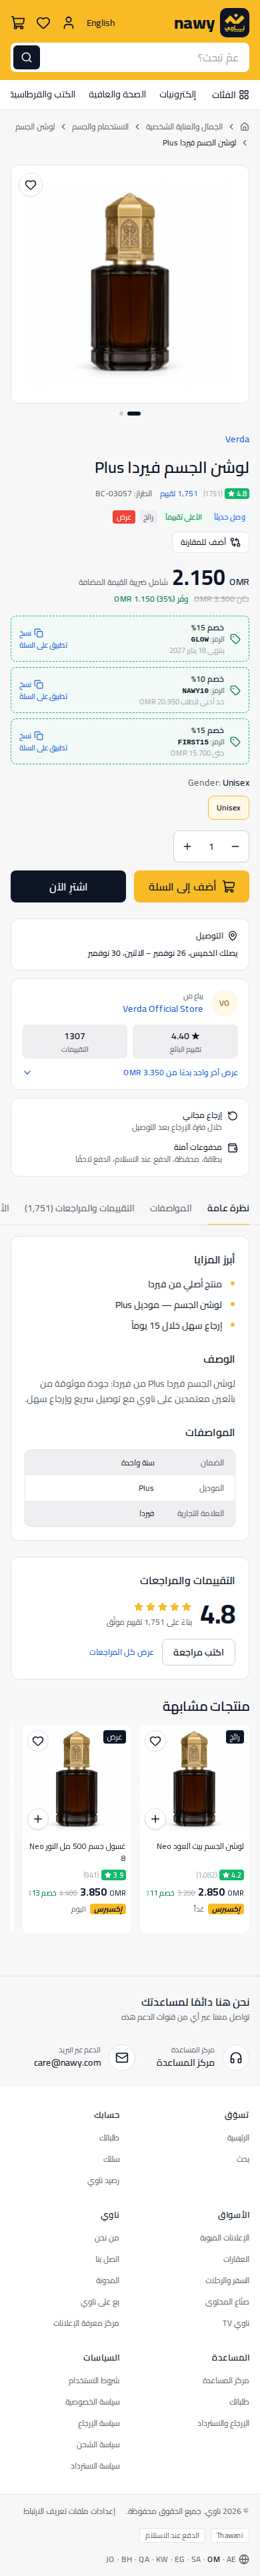 nawy
English
عمّ تبحث؟
الفئات
إلكترونيات
الصحة والعافية
الكتب والقرطاسية
الجمال والعناية الشخصية
الاستحمام والجسم
لوشن الجسم
لوشن الجسم فيردا Plus
Verda
لوشن الجسم فيردا Plus
4.8 ★ (1751) 1,751 تقييم الطراز: BC-03057
وصل حديثاً
الأعلى تقييماً
رائج
عرض
أضف للمقارنة
OMR 2.150 شامل ضريبة القيمة المضافة
كان OMR 3.300 وفّر OMR 1.150 (35%)
خصم 15%
الرمز: GLOW
ينتهي 18 يناير 2027
نسخ
تطبيق على السلة
خصم 10%
الرمز: NAWY10
حد أدنى للطلب OMR 20.950
نسخ
تطبيق على السلة
خصم 15%
الرمز: FIRST15
حتى OMR 15.700
نسخ
تطبيق على السلة
Gender: Unisex
Unisex
− 1 +
أضف إلى السلة
اشترِ الآن
التوصيل
يصلك الخميس، 26 نوفمبر – الاثنين، 30 نوفمبر
VO
يباع من
Verda Official Store
★ 4.40
تقييم البائع
1307
التقييمات
عرض آخر واحد بدءًا من OMR 3.350
إرجاع مجاني
خلال فترة الإرجاع بعد التوصيل
مدفوعات آمنة
بطاقة، محفظة، الدفع عند الاستلام، الدفع لاحقًا
نظرة عامة
المواصفات
التقييمات والمراجعات (1,751)
أبرز المزايا
منتج أصلي من فيردا
لوشن الجسم — موديل Plus
إرجاع سهل خلال 15 يوماً
الوصف
لوشن الجسم فيردا Plus من فيردا: جودة موثوقة من
بائعين معتمدين على ناوي مع توصيل سريع وإرجاع سهل.
المواصفات
الضمان سنة واحدة
الموديل Plus
العلامة التجارية فيردا
التقييمات والمراجعات
4.8
بناءً على 1,751 تقييم موثّق
اكتب مراجعة
عرض كل المراجعات
منتجات مشابهة
رائج
لوشن الجسم بيت العود Neo
4.2 ★ (1,082)
OMR 2.850 3.200 خصم 11٪
إكسبرس غداً
عرض
غسول جسم 500 مل النور Neo
8
3.9 ★ (941)
OMR 3.850 4.400 خصم 13٪
إكسبرس اليوم
نحن هنا دائمًا لمساعدتك
تواصل معنا عبر أي من قنوات الدعم هذه
مركز المساعدة
مركز المساعدة
الدعم عبر البريد
care@nawy.com
تسوّق
الرئيسية
بحث
حسابك
طلباتك
سلتك
رصيد ناوي
الأسواق
الإعلانات المبوبة
العقارات
السفر والرحلات
صنّاع المحتوى
ناوي TV
ناوي
من نحن
اتصل بنا
المدونة
بِع على ناوي
مركز معرفة الإعلانات
المساعدة
مركز المساعدة
طلباتك
الإرجاع والاسترداد
السياسات
شروط الاستخدام
سياسة الخصوصية
سياسة الإرجاع
سياسة الشحن
سياسة الاسترداد
© 2026 ناوي. جميع الحقوق محفوظة.
إعدادات ملفات تعريف الارتباط
Thawani
الدفع عند الاستلام
AE · OM · SA · EG · KW · QA · BH · JO